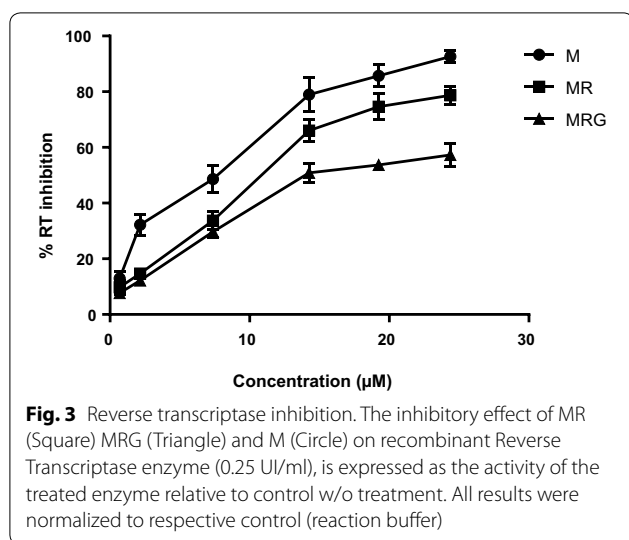 100
80
60
40
20
0
% RT inhibition
0
10
20
30
Concentration (µM)
M
MR
MRG
Fig. 3 Reverse transcriptase inhibition. The inhibitory effect of MR
(Square) MRG (Triangle) and M (Circle) on recombinant Reverse
Transcriptase enzyme (0.25 UI/ml), is expressed as the activity of the
treated enzyme relative to control w/o treatment. All results were
normalized to respective control (reaction buffer)